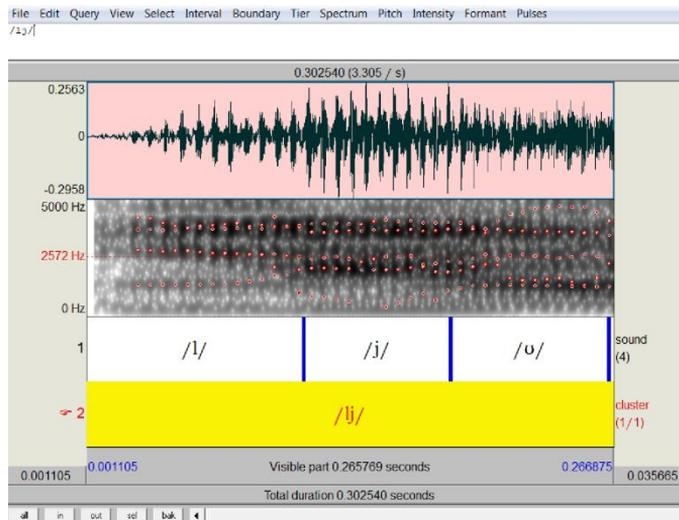 File Edit Query View Select Interval Boundary Tier Spectrum Pitch Intensity Formant Pulses
/lj/
0.302540 (3.305 / s)
0.2563
0
-0.2958
5000 Hz
2572 Hz
0 Hz
1 /l/ /j/ /ʊ/ sound
(4)
☞ 2 /lj/ cluster
(1/1)
0.001105 0.001105 Visible part 0.265769 seconds 0.266875 0.035665
Total duration 0.302540 seconds
all in out sel bak